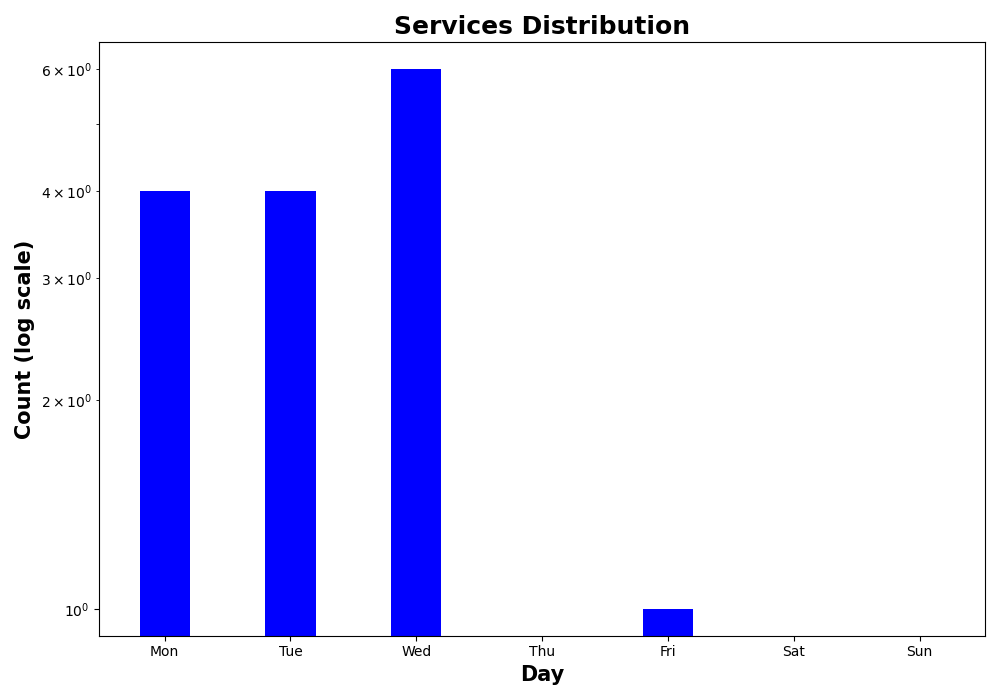 Services Distribution
Count (log scale)
6 × 10⁰
4 × 10⁰
3 × 10⁰
2 × 10⁰
10⁰
Mon Tue Wed Thu Fri Sat Sun
Day